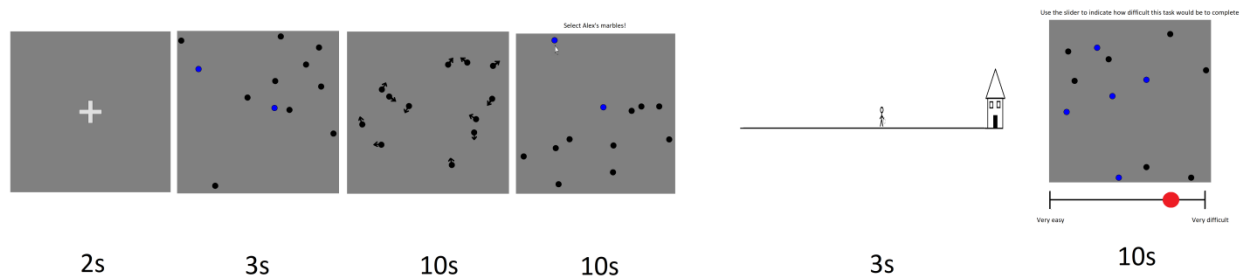 Select Alex's marbles!
Use the slider to indicate how difficult this task would be to complete
Very easy
Very difficult
2s
3s
10s
10s
3s
10s